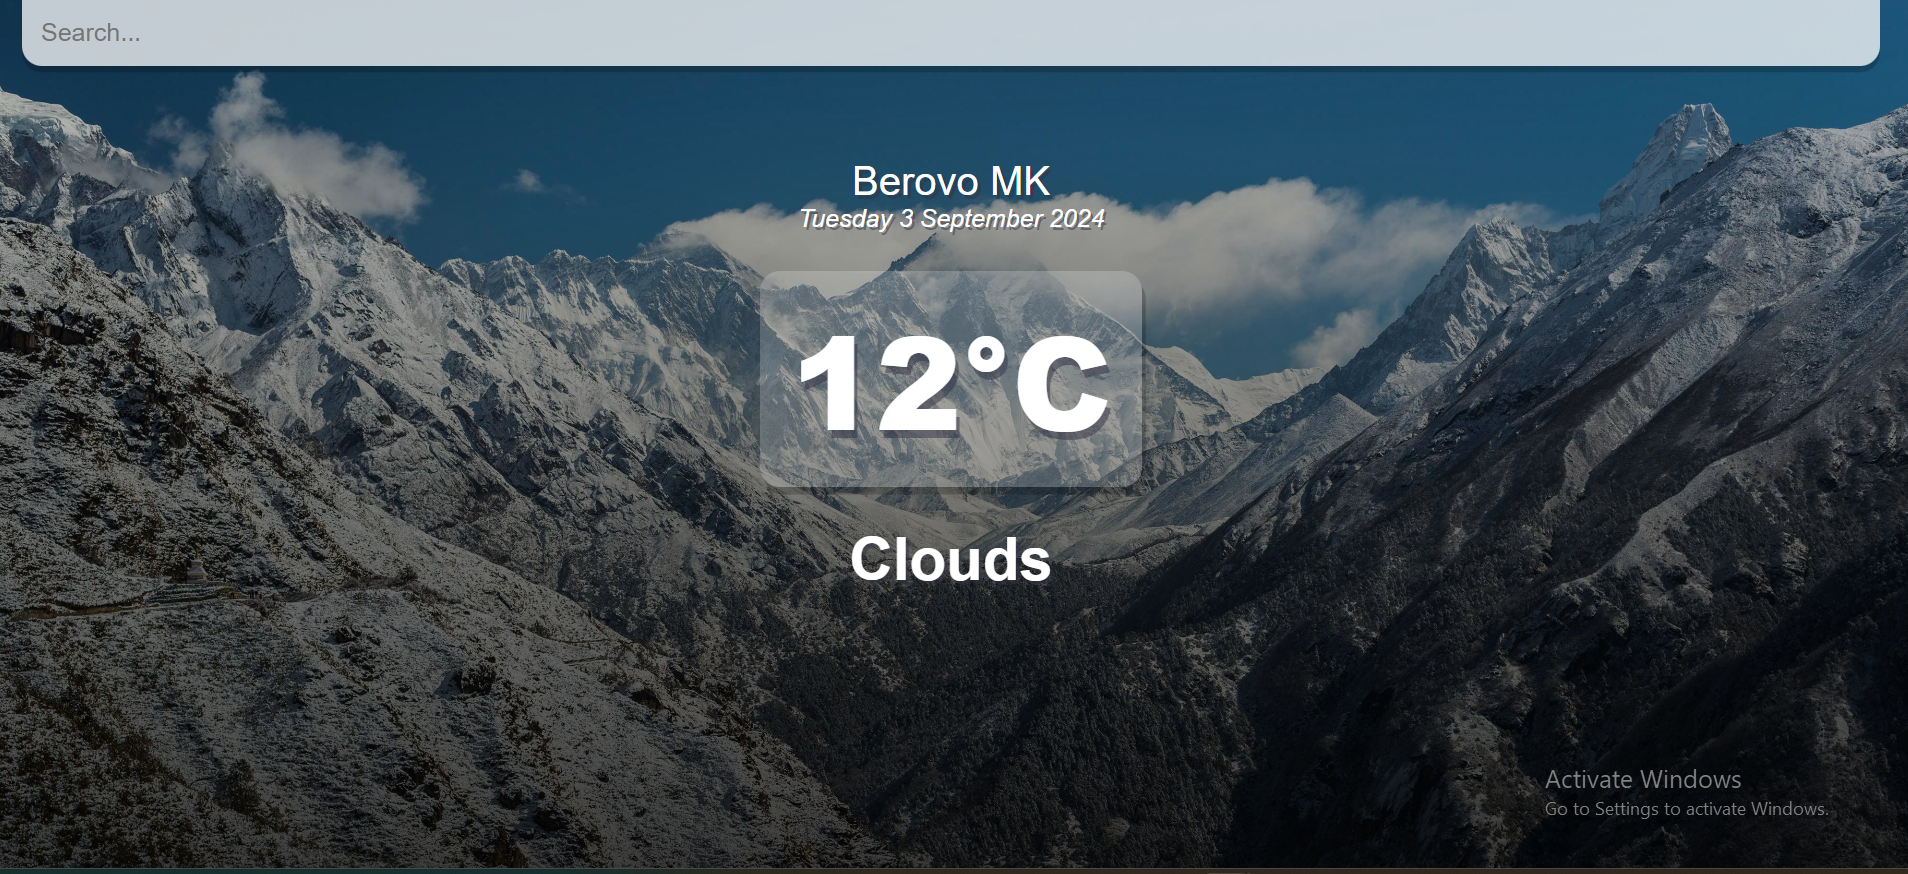 Search...
Berovo MK
Tuesday 3 September 2024
12°C
Clouds
Activate Windows
Go to Settings to activate Windows.